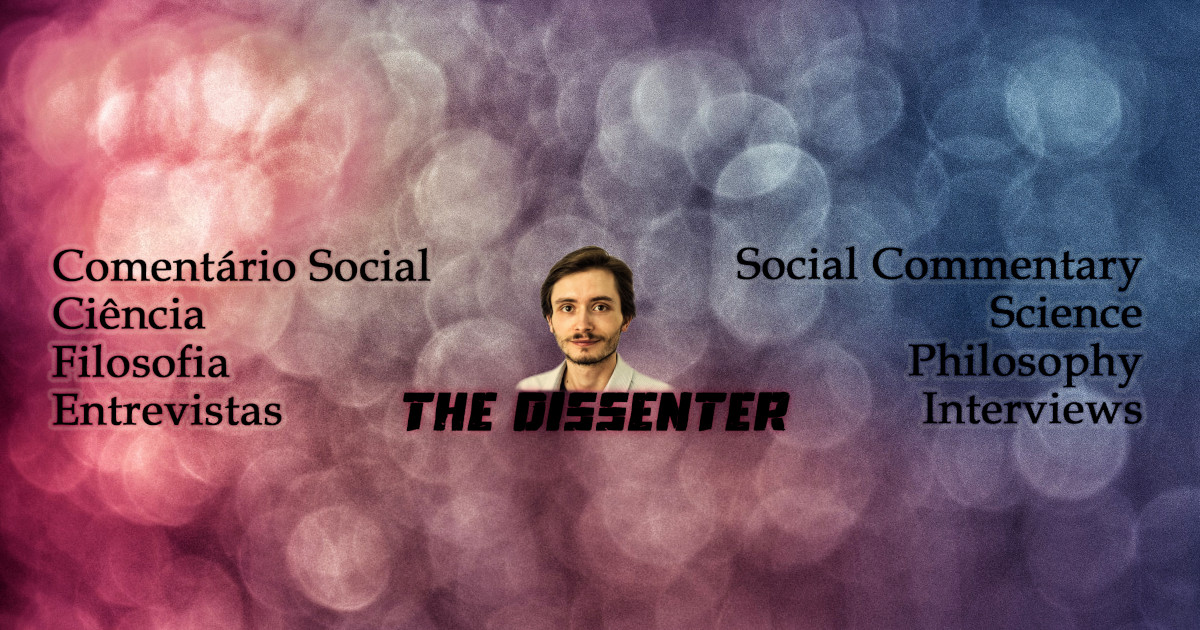 Comentário Social
Ciência
Filosofia
Entrevistas
THE DISSENTER
Social Commentary
Science
Philosophy
Interviews